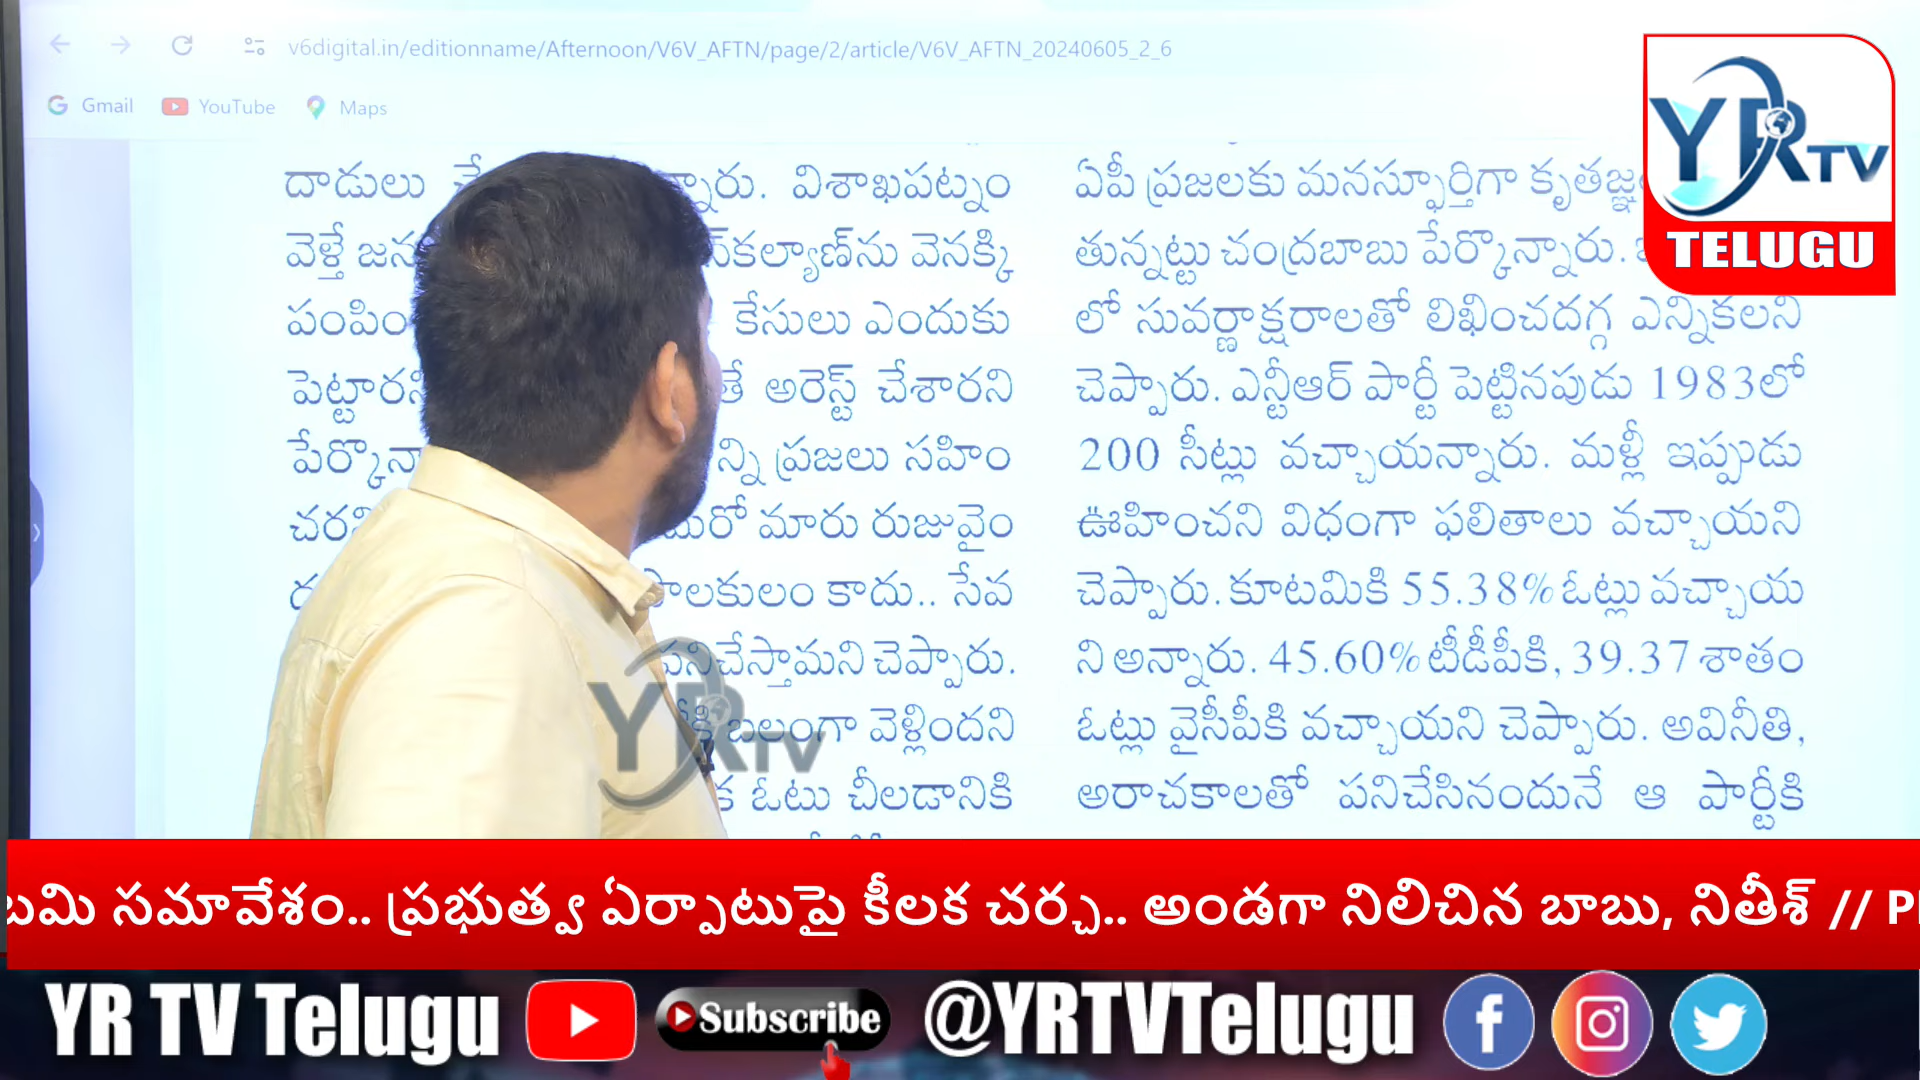 v6digital.in/editionname/Afternoon/V6V_AFTN/page/2/article/V6V_AFTN_20240605_2_6
Gmail YouTube Maps
YRTV
TELUGU
దాడులు విశాఖపట్నం
వెళ్తే వెనక్కి
కేసులు ఎందుకు
అరెస్ట్ చేశారని
ప్రజలు సహిం
మారు రుజువైం
కాదు.. సేవ
పనిచేస్తామని చెప్పారు.
బలంగా వెళ్లిందని
ఓటు చీలడానికి
ఏపీ ప్రజలకు మనస్ఫూర్తిగా
తున్నట్టు చంద్రబాబు పేర్కొన్నారు.
లో సువర్ణాక్షరాలతో లిఖించదగ్గ ఎన్నికలని
చెప్పారు. ఎన్టీఆర్ పార్టీ పెట్టినపుడు 1983లో
200 సీట్లు వచ్చాయన్నారు. మళ్లీ ఇప్పుడు
ఊహించని విధంగా ఫలితాలు వచ్చాయని
చెప్పారు. కూటమికి 55.38% ఓట్లు వచ్చాయ
ని అన్నారు. 45.60% టీడీపీకి, 39.37 శాతం
ఓట్లు వైసీపీకి వచ్చాయని చెప్పారు. అవినీతి,
అరాచకాలతో పనిచేసినందునే ఆ పార్టీకి
YRTV
సమావేశం.. ప్రభుత్వ ఏర్పాటుపై కీలక చర్చ.. అండగా నిలిచిన బాబు, నితీశ్ //
YR TV Telugu Subscribe @YRTVTelugu